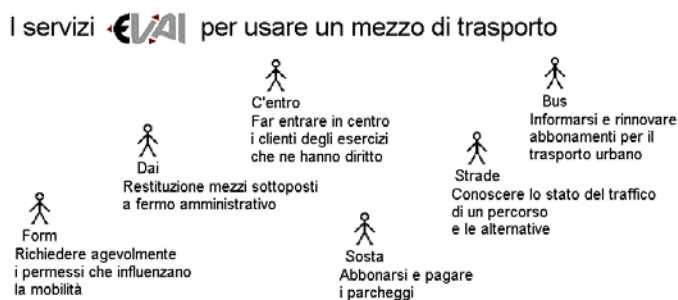 I servizi EVAI per usare un mezzo di trasporto
C'entro
Far entrare in centro
i clienti degli esercizi
che ne hanno diritto
Bus
Informarsi e rinnovare
abbonamenti per il
trasporto urbano
Dai
Restituzione mezzi sottoposti
a fermo amministrativo
Strade
Conoscere lo stato del traffico
di un percorso
e le alternative
Form
Richiedere agevolmente
i permessi che influenzano
la mobilità
Sosta
Abbonarsi e pagare
i parcheggi